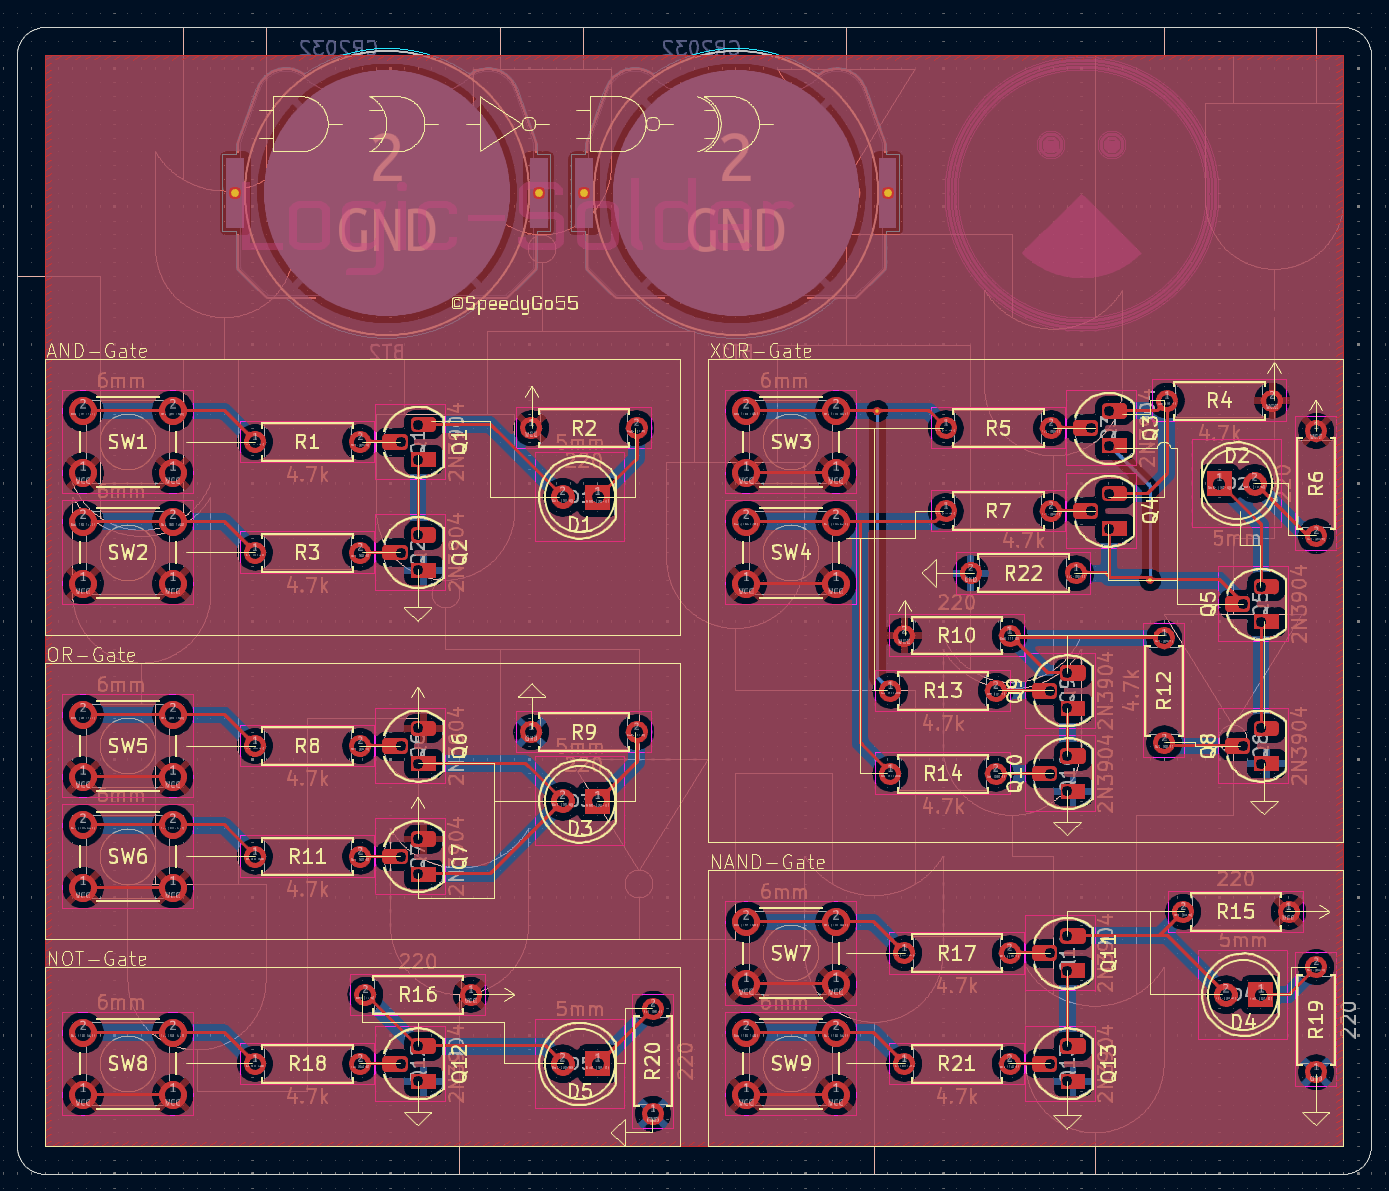 CR2032
CR2032
2
2
Logic-Solder
GND
GND
©SpeedyGo55
BT2
AND-Gate
6mm
SW1
R1
4.7k
Q1
2N3904
R2
5mm
220
D1
6mm
SW2
R3
4.7k
Q2
2N3904
OR-Gate
6mm
SW5
R8
4.7k
Q6
2N3904
R9
5mm
220
D3
6mm
SW6
R11
4.7k
Q7
2N3904
NOT-Gate
220
R16
6mm
SW8
R18
4.7k
Q12
2N3904
5mm
D5
R20
220
XOR-Gate
6mm
SW3
R5
Q3
2N3904
R4
4.7k
D2
5mm
220
R6
SW4
R7
4.7k
Q4
R22
220
Q5
2N3904
R10
R13
4.7k
Q9
2N3904
4.7k
R12
Q8
2N3904
R14
4.7k
Q10
2N3904
NAND-Gate
6mm
SW7
R17
4.7k
Q11
2N3904
220
R15
5mm
D4
R19
220
6mm
SW9
R21
4.7k
Q13
2N3904